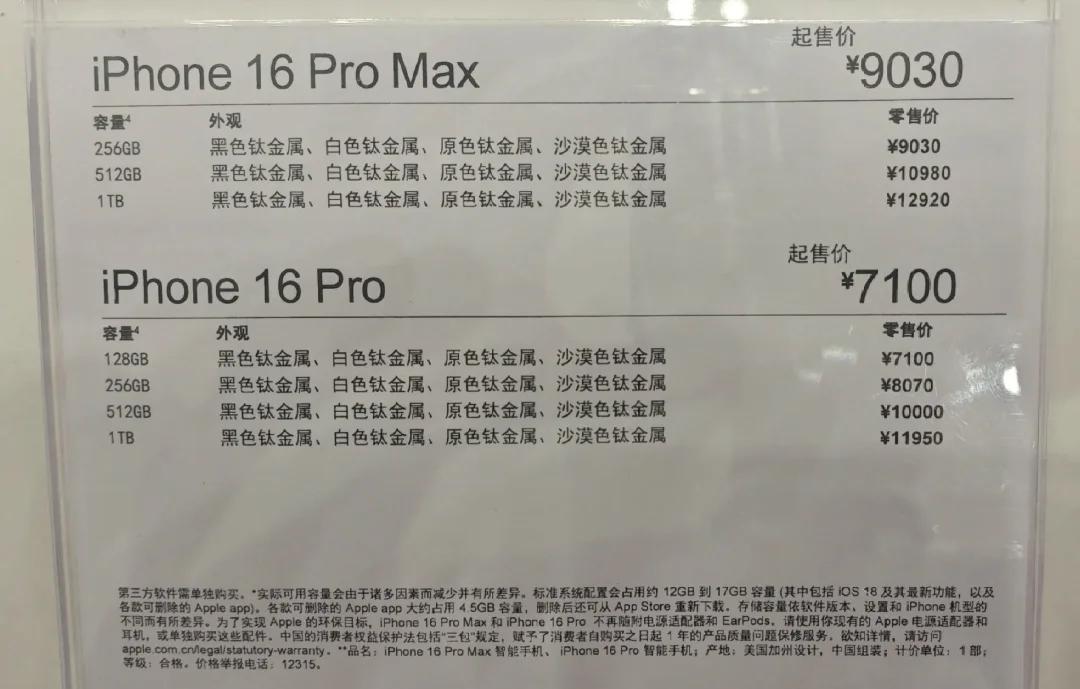 起售价
iPhone 16 Pro Max ¥9030
容量⁴ 外观 零售价
256GB 黑色钛金属、白色钛金属、原色钛金属、沙漠色钛金属 ¥9030
512GB 黑色钛金属、白色钛金属、原色钛金属、沙漠色钛金属 ¥10980
1TB 黑色钛金属、白色钛金属、原色钛金属、沙漠色钛金属 ¥12920
起售价
iPhone 16 Pro ¥7100
容量⁴ 外观 零售价
128GB 黑色钛金属、白色钛金属、原色钛金属、沙漠色钛金属 ¥7100
256GB 黑色钛金属、白色钛金属、原色钛金属、沙漠色钛金属 ¥8070
512GB 黑色钛金属、白色钛金属、原色钛金属、沙漠色钛金属 ¥10000
1TB 黑色钛金属、白色钛金属、原色钛金属、沙漠色钛金属 ¥11950
第三方软件需单独购买。*实际可用容量会由于诸多因素而减少并有所差异。标准系统配置会占用约 12GB 到 17GB 容量 (其中包括 iOS 18 及其最新功能，以及
各款可删除的 Apple app)。各款可删除的 Apple app 大约占用 4.5GB 容量，删除后还可从 App Store 重新下载。存储容量依软件版本、设置和 iPhone 机型的
不同而有所差异。为了实现 Apple 的环保目标，iPhone 16 Pro Max 和 iPhone 16 Pro 不再随附电源适配器和 EarPods。请使用你现有的 Apple 电源适配器和
耳机，或单独购买这些配件。中国的消费者权益保护法包括“三包”规定，赋予了消费者自购买之日起 1 年的产品质量问题保修服务。欲知详情，请访问
apple.com.cn/legal/statutory-warranty。**品名：iPhone 16 Pro Max 智能手机、iPhone 16 Pro 智能手机；产地：美国加州设计，中国组装；计价单位：1 部；
等级：合格。价格举报电话：12315。